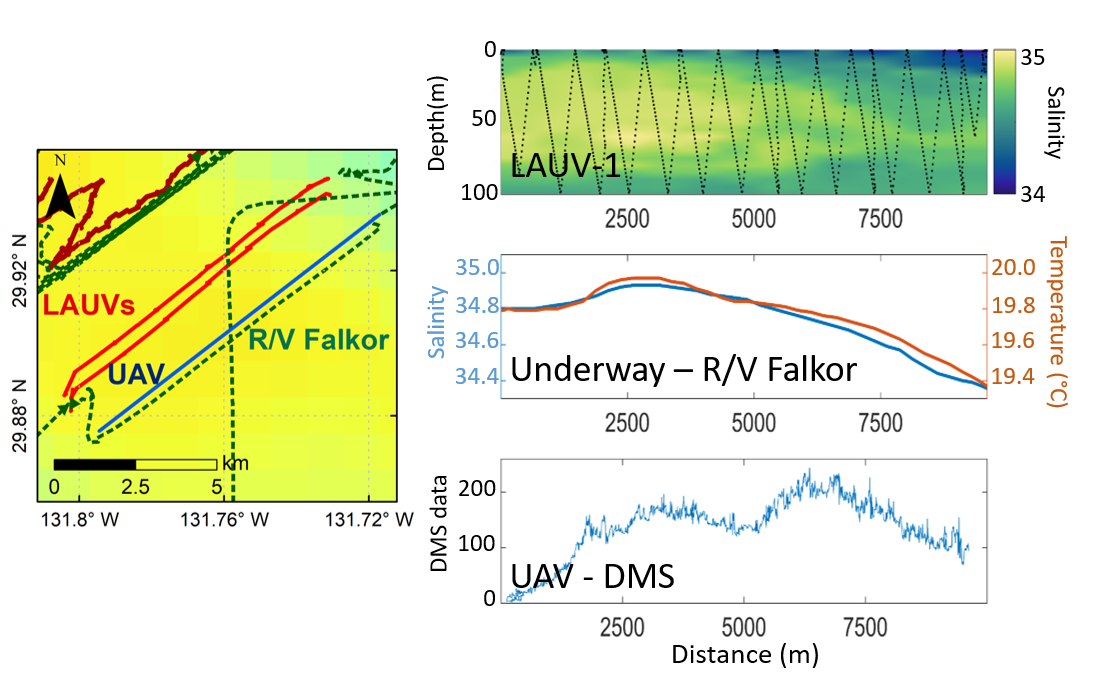 N
29.92° N
29.88° N
LAUVs
UAV
R/V Falkor
km
0 2.5 5
131.8° W 131.76° W 131.72° W
0
50
100
Depth(m)
LAUV-1
35
34
Salinity
2500 5000 7500
35.0
34.8
34.6
34.4
Salinity
Underway – R/V Falkor
20.0
19.8
19.6
19.4
Temperature (°C)
2500 5000 7500
200
100
0
DMS data
UAV - DMS
2500 5000 7500
Distance (m)